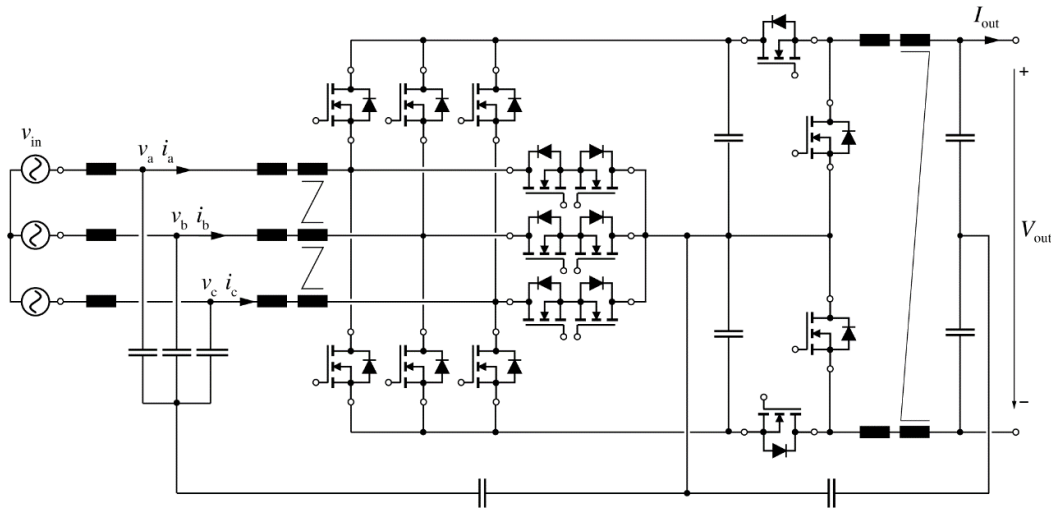 I_out
v_in
v_a i_a
+
v_b i_b
V_out
v_c i_c
−